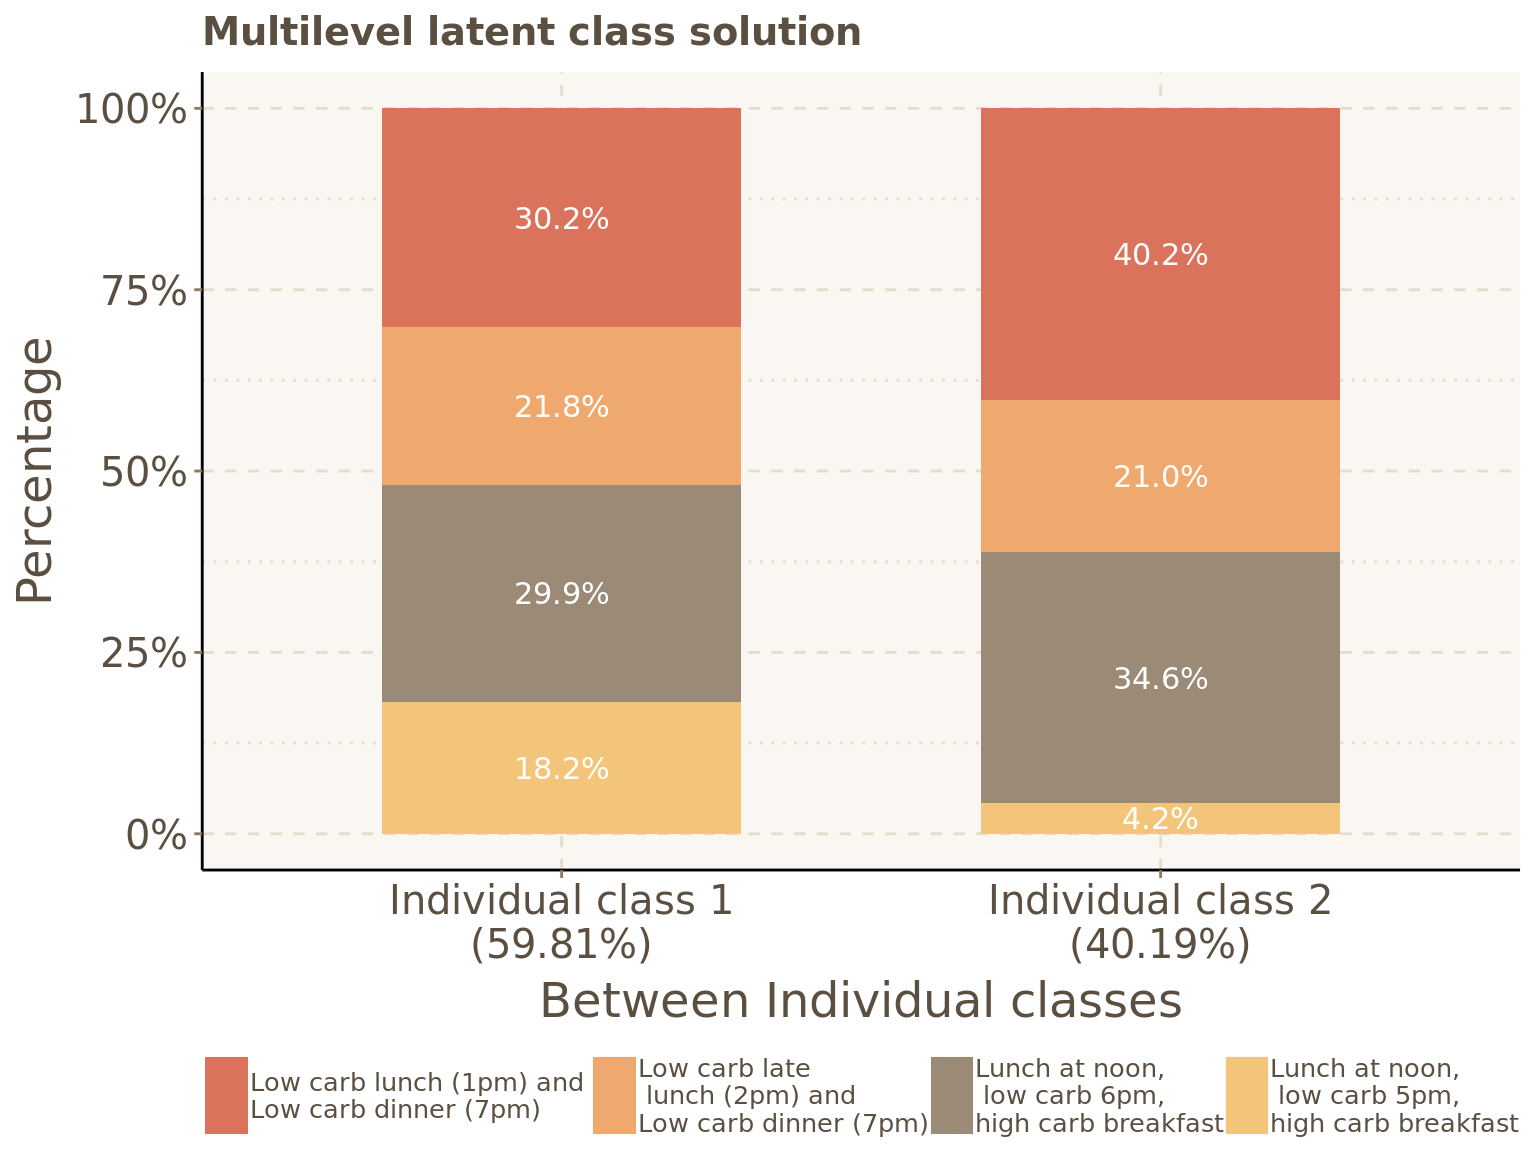 Multilevel latent class solution
100%
75%
50%
25%
0%
Percentage
30.2%
21.8%
29.9%
18.2%
40.2%
21.0%
34.6%
4.2%
Individual class 1
(59.81%)
Individual class 2
(40.19%)
Between Individual classes
Low carb lunch (1pm) and
Low carb dinner (7pm)
Low carb late
lunch (2pm) and
Low carb dinner (7pm)
Lunch at noon,
low carb 6pm,
high carb breakfast
Lunch at noon,
low carb 5pm,
high carb breakfast